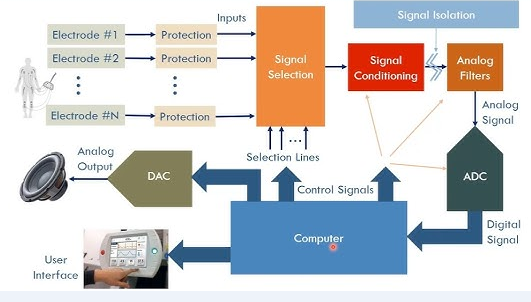 Signal Isolation
Inputs
Electrode #1
Protection
Electrode #2
Protection
Electrode #N
Protection
Signal
Selection
Signal
Conditioning
Analog
Filters
Analog
Signal
Selection Lines
Analog
Output
DAC
Control Signals
ADC
Digital
Signal
Computer
User
Interface